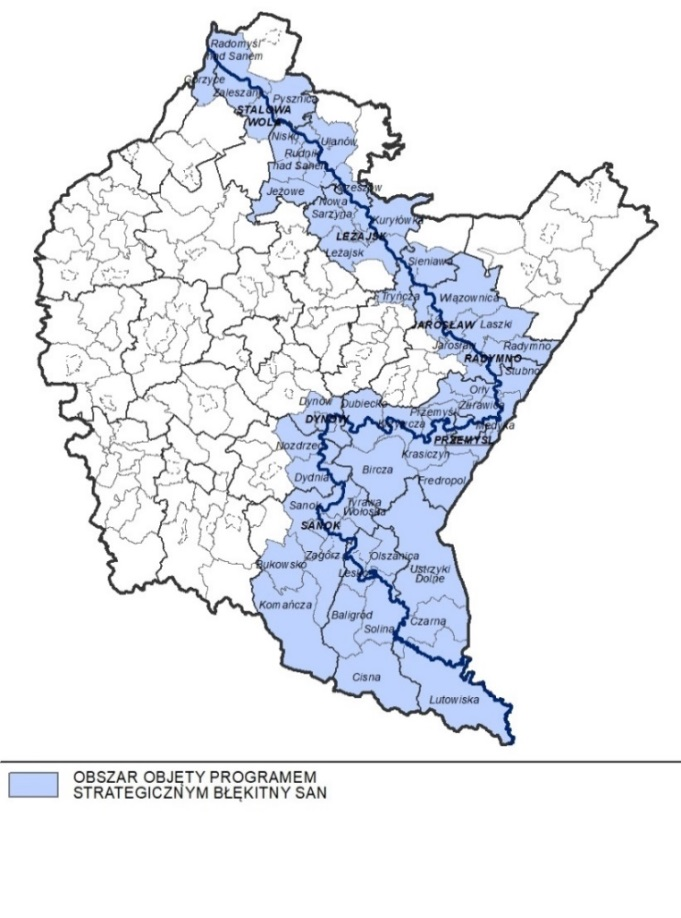 Radomyśl
nad Sanem
Gorzyce
Zaleszany
Pysznica
STALOWA
WOLA
Nisko
Ulanów
Rudnik
nad Sanem
Jeżowe
Krzeszów
Nowa
Sarzyna
Kuryłówka
LEŻAJSK
Leżajsk
Sieniawa
Tryńcza
Wiązownica
JAROSŁAW
Laszki
Jarosław
Radymno
RADYMNO
Stubno
Orły
Żurawica
Dynów
Dubiecko
Przemyśl
DYNÓW
Krzywcza
Medyka
PRZEMYŚL
Nozdrzec
Krasiczyn
Bircza
Fredropol
Dydnia
Sanok
Tyrawa
Wołoska
SANOK
Zagórz
Olszanica
Bukowsko
Lesko
Ustrzyki
Dolne
Komańcza
Baligród
Solina
Czarna
Cisna
Lutowiska
OBSZAR OBJĘTY PROGRAMEM
STRATEGICZNYM BŁĘKITNY SAN